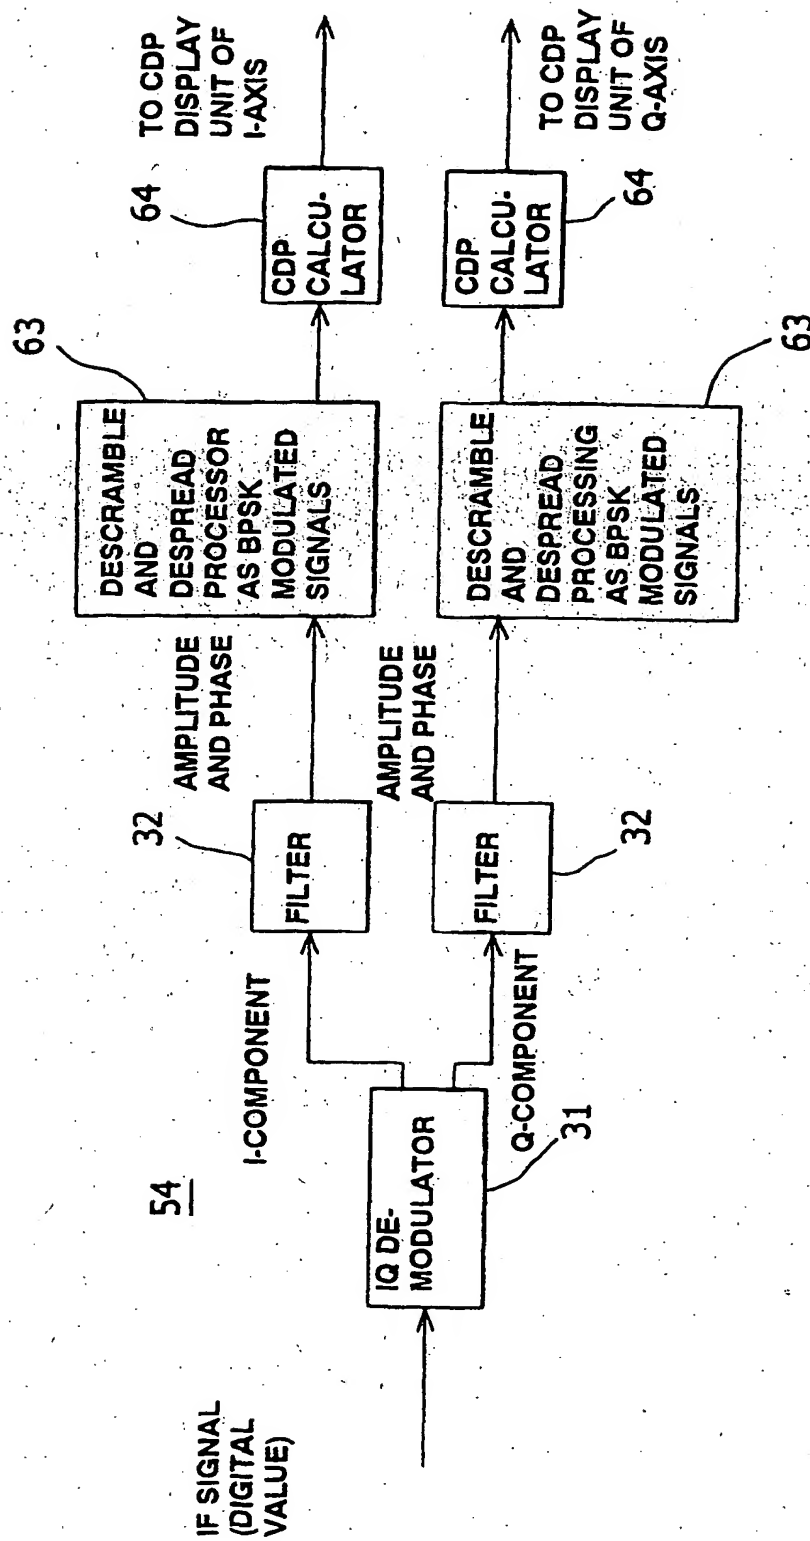 54
IF SIGNAL
(DIGITAL
VALUE)
IQ DE-
MODULATOR
31
I-COMPONENT
Q-COMPONENT
32
FILTER
FILTER
32
AMPLITUDE
AND PHASE
AMPLITUDE
AND PHASE
63
DESCRAMBLE
AND
DESPREAD
PROCESSOR
AS BPSK
MODULATED
SIGNALS
DESCRAMBLE
AND
DESPREAD
PROCESSING
AS BPSK
MODULATED
SIGNALS
63
64
CDP
CALCU-
LATOR
CDP
CALCU-
LATOR
64
TO CDP
DISPLAY
UNIT OF
I-AXIS
TO CDP
DISPLAY
UNIT OF
Q-AXIS